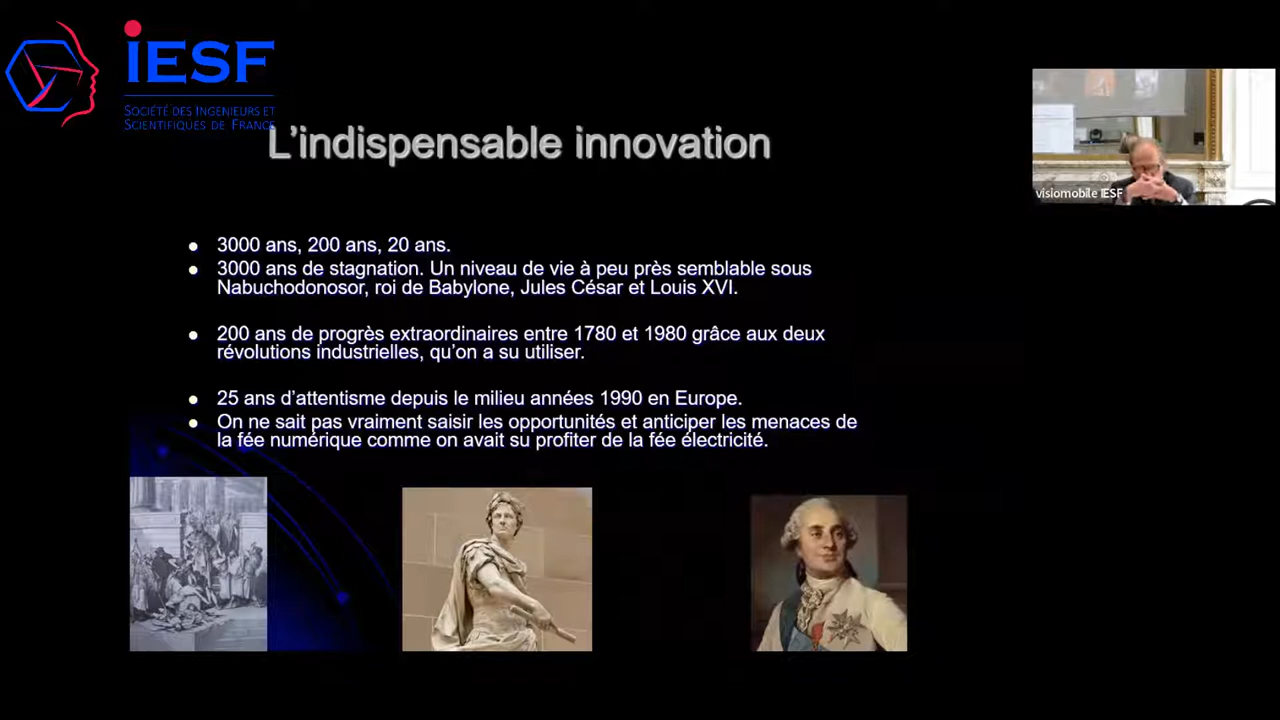 iESF
SOCIÉTÉ DES INGENIEURS ET
SCIENTIFIQUES DE FRANCE
L'indispensable innovation
visiomobile IESF
3000 ans, 200 ans, 20 ans.
3000 ans de stagnation. Un niveau de vie à peu près semblable sous
Nabuchodonosor, roi de Babylone, Jules César et Louis XVI.
200 ans de progrès extraordinaires entre 1780 et 1980 grâce aux deux
révolutions industrielles, qu'on a su utiliser.
25 ans d'attentisme depuis le milieu années 1990 en Europe.
On ne sait pas vraiment saisir les opportunités et anticiper les menaces de
la fée numérique comme on avait su profiter de la fée électricité.